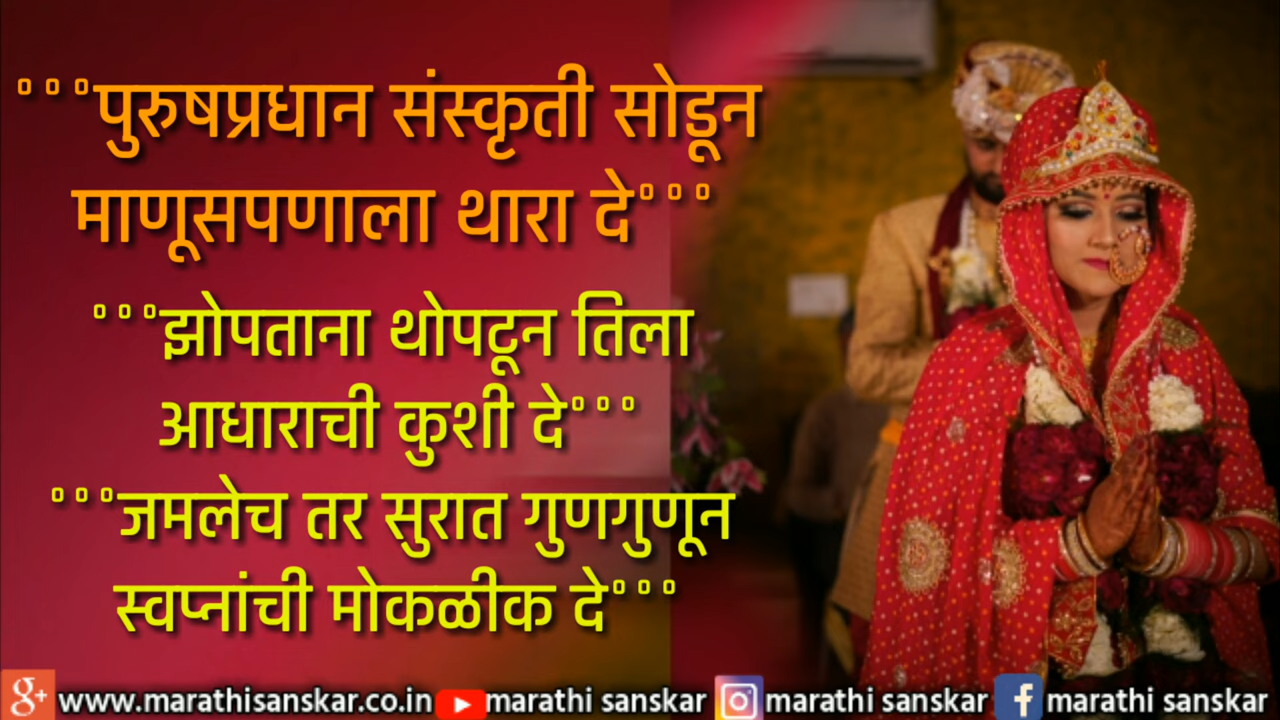 °°°पुरुषप्रधान संस्कृती सोडून
माणूसपणाला थारा दे°°°
°°°झोपताना थोपटून तिला
आधाराची कुशी दे°°°
°°°जमलेच तर सुरात गुणगुणून
स्वप्नांची मोकळीक दे°°°
g+ www.marathisanskar.co.in marathi sanskar marathi sanskar f marathi sanskar